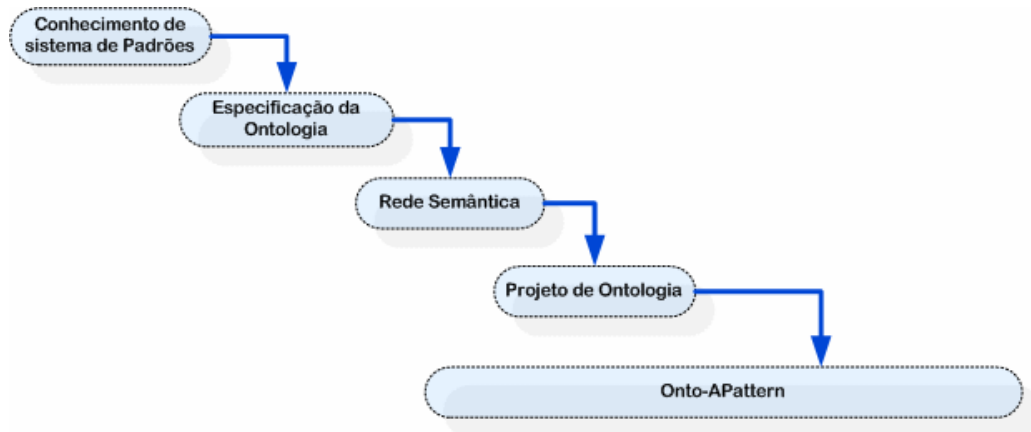 Conhecimento de
sistema de Padrões
Especificação da
Ontologia
Rede Semântica
Projeto de Ontologia
Onto-APattern